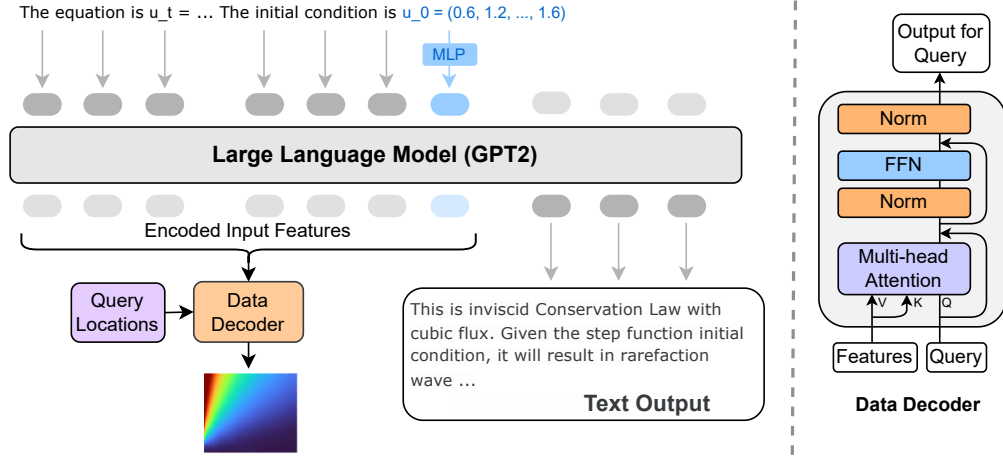 The equation is u_t = ... The initial condition is u_0 = (0.6, 1.2, ..., 1.6)
MLP
Large Language Model (GPT2)
Encoded Input Features
Query
Locations
Data
Decoder
This is inviscid Conservation Law with
cubic flux. Given the step function initial
condition, it will result in rarefaction
wave ...
Text Output
Output for
Query
Norm
FFN
Norm
Multi-head
Attention
V K Q
Features
Query
Data Decoder